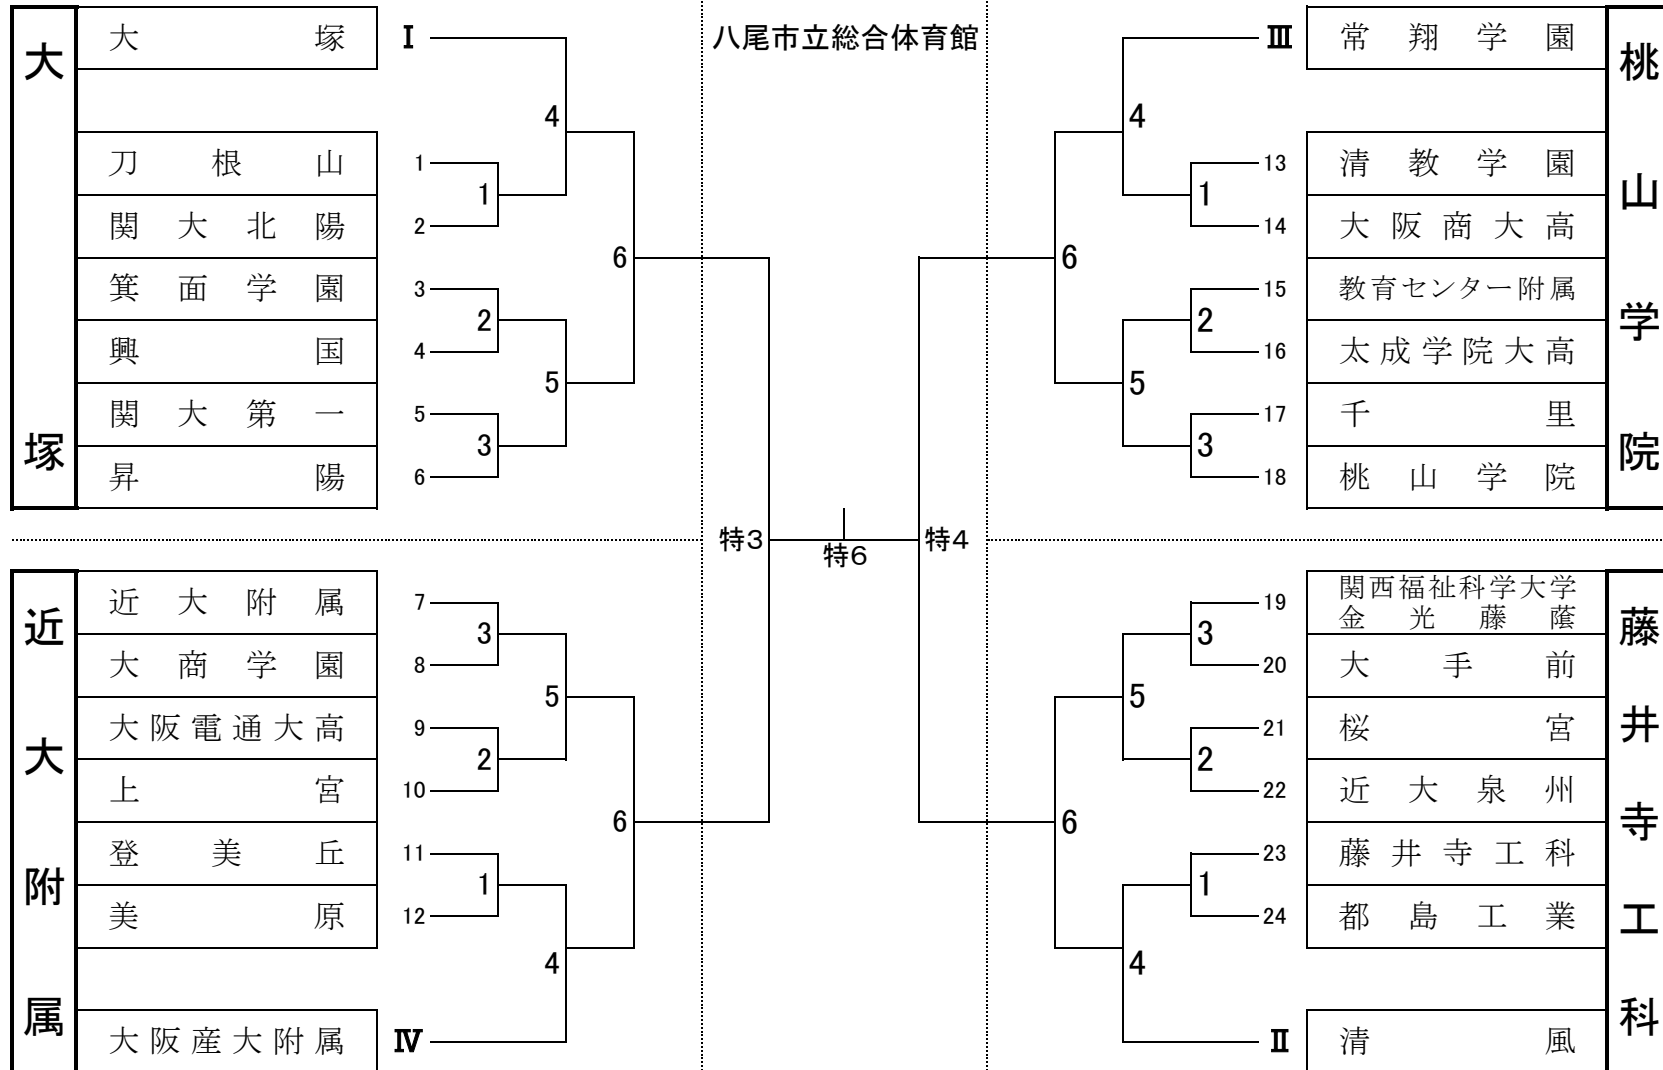 大塚
大塚 Ⅰ
刀根山 1
関大北陽 2
箕面学園 3
興国 4
関大第一 5
昇陽 6
4
1
6
2
5
3
八尾市立総合体育館
桃山学院
Ⅲ 常翔学園
13 清教学園
14 大阪商大高
15 教育センター附属
16 太成学院大高
17 千里
18 桃山学院
4
1
6
2
5
3
特3
特6
特4
近大附属
近大附属 7
大商学園 8
大阪電通大高 9
上宮 10
登美丘 11
美原 12
大阪産大附属 Ⅳ
3
5
2
6
1
4
藤井寺工科
19 関西福祉科学大学
金光藤蔭
20 大手前
21 桜宮
22 近大泉州
23 藤井寺工科
24 都島工業
Ⅱ 清風
3
5
2
6
1
4